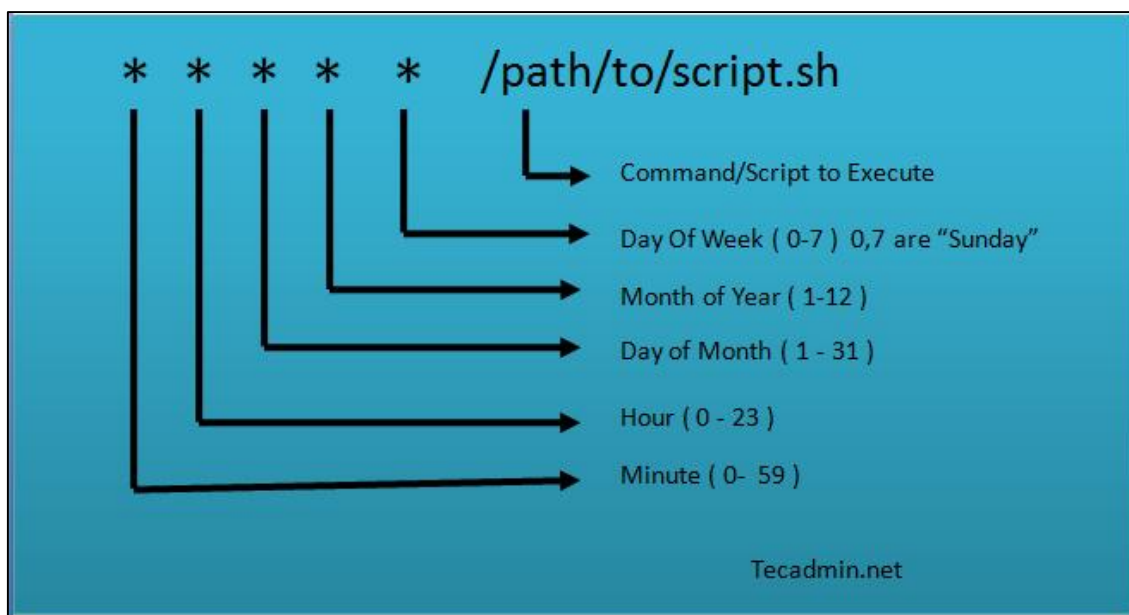 * * * * * /path/to/script.sh
Command/Script to Execute
Day Of Week ( 0-7 ) 0,7 are “Sunday”
Month of Year ( 1-12 )
Day of Month ( 1 - 31 )
Hour ( 0 - 23 )
Minute ( 0- 59 )
Tecadmin.net